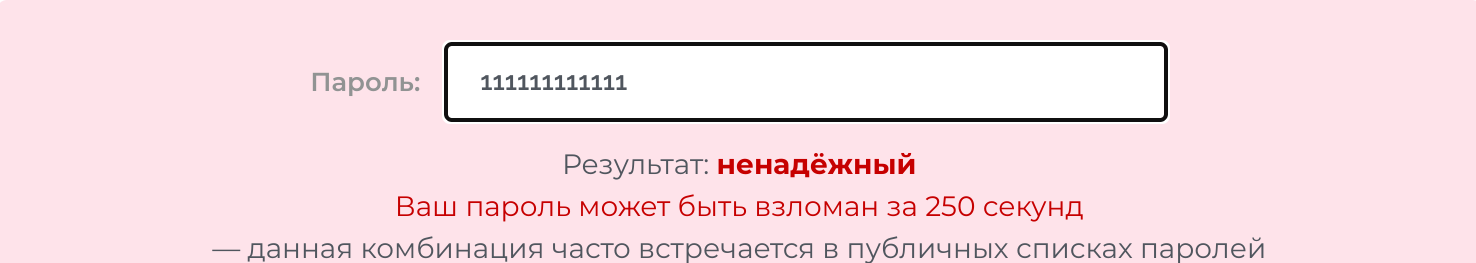 Пароль: 111111111111
Результат: ненадёжный
Ваш пароль может быть взломан за 250 секунд
— данная комбинация часто встречается в публичных списках паролей